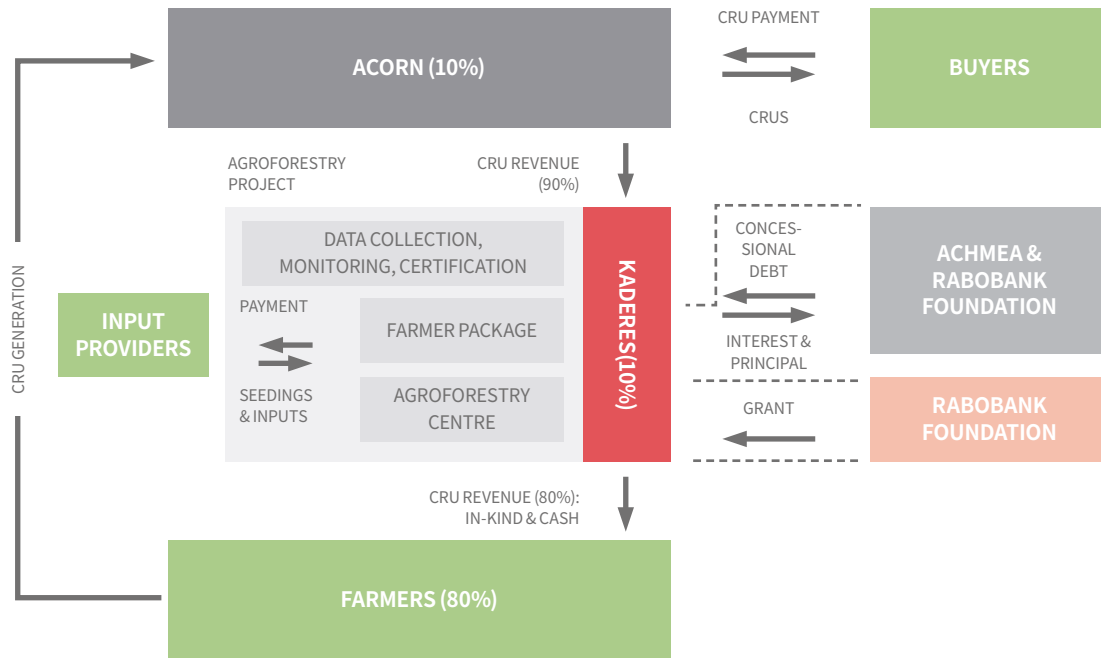 CRU PAYMENT
ACORN (10%)
BUYERS
CRUS
AGROFORESTRY
PROJECT
CRU REVENUE
(90%)
DATA COLLECTION,
MONITORING, CERTIFICATION
KADERES(10%)
CONCES-
SIONAL
DEBT
ACHMEA &
RABOBANK
FOUNDATION
CRU GENERATION
INPUT
PROVIDERS
PAYMENT
FARMER PACKAGE
INTEREST &
PRINCIPAL
SEEDINGS
& INPUTS
AGROFORESTRY
CENTRE
GRANT
RABOBANK
FOUNDATION
CRU REVENUE (80%):
IN-KIND & CASH
FARMERS (80%)